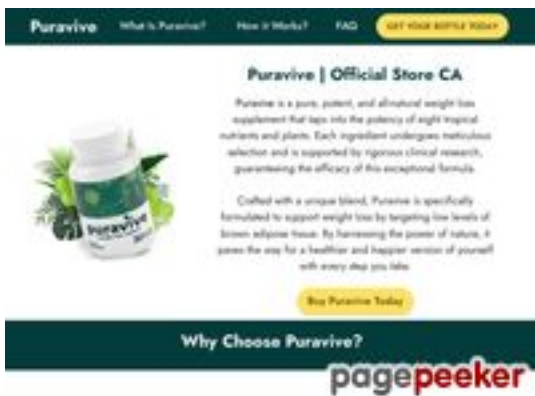 Puravive What is Puravive? How it Works? FAQ GET YOUR BOTTLE TODAY
Puravive | Official Store CA
Puravive is a pure, potent, and all-natural weight loss
supplement that taps into the potency of eight tropical
nutrients and plants. Each ingredient undergoes meticulous
selection and is supported by rigorous clinical research,
guaranteeing the efficacy of this exceptional formula.
Crafted with a unique blend, Puravive is specifically
formulated to support weight loss by targeting low levels of
brown adipose tissue. By harnessing the power of nature, it
paves the way for a healthier and happier version of yourself
with every step you take.
puravive
Buy Puravive Today
Why Choose Puravive?
pagepeeker